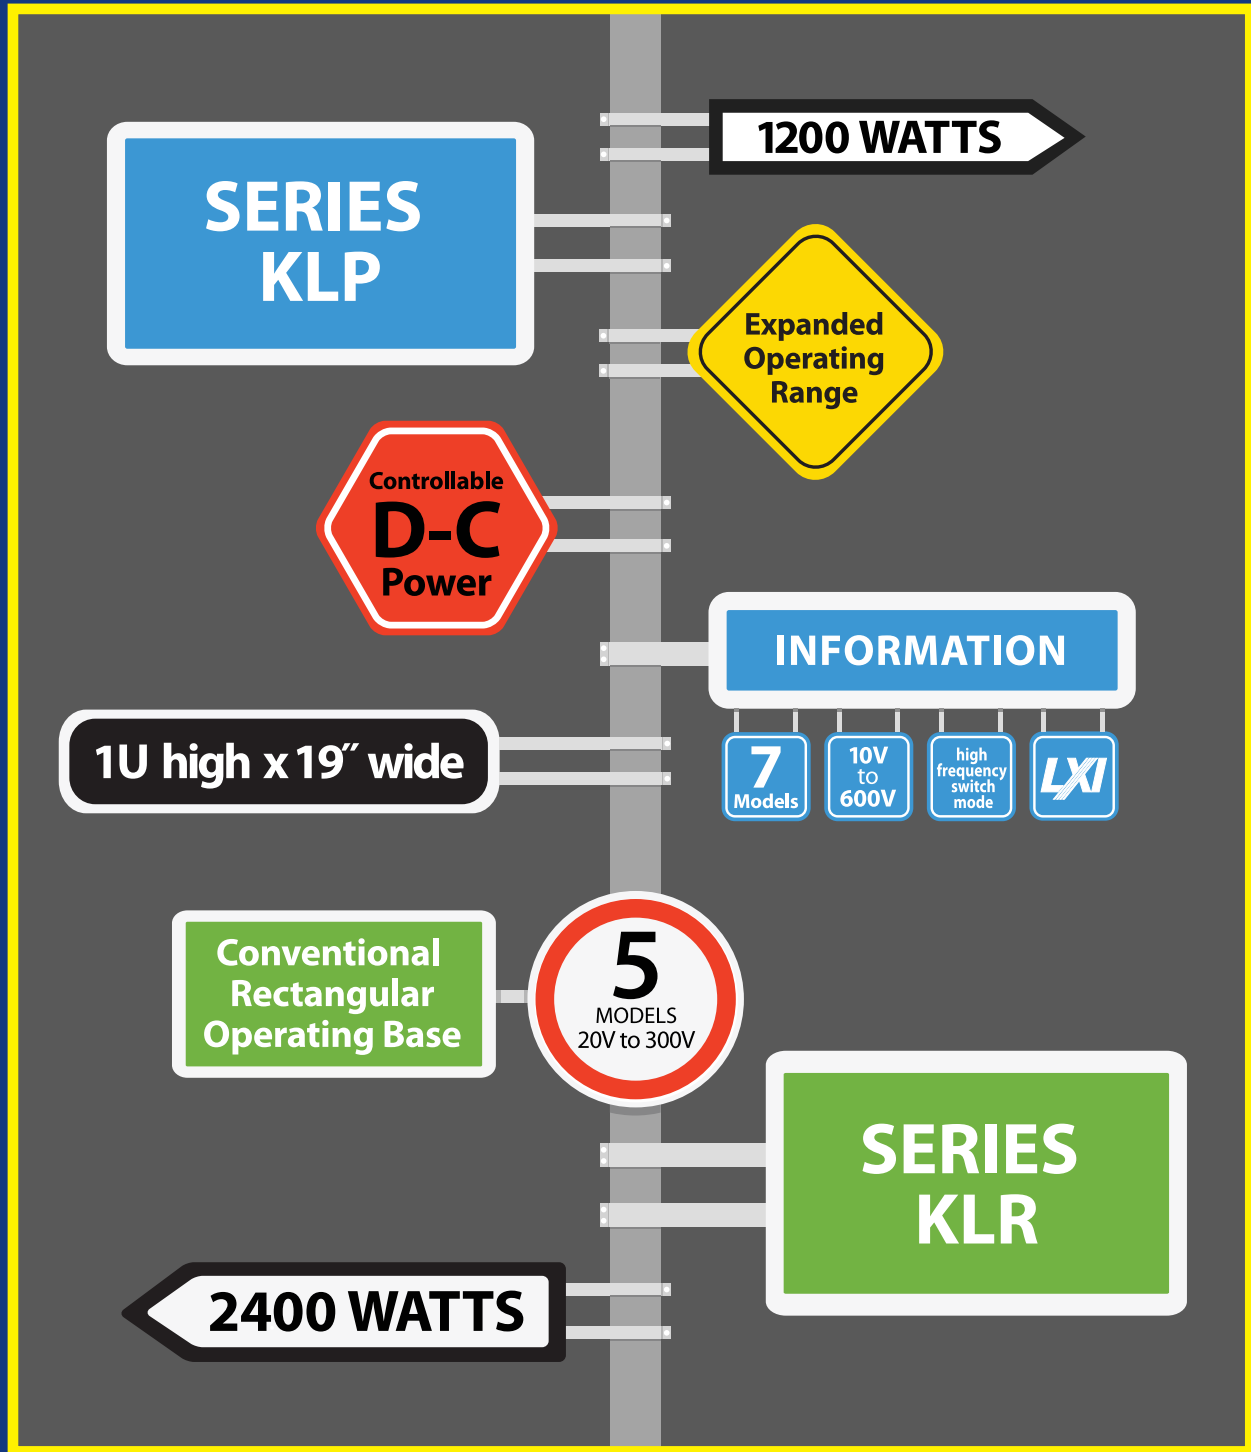 1200 WATTS
SERIES
KLP
Expanded
Operating
Range
Controllable
D-C
Power
INFORMATION
1U high x 19″ wide
7
Models
10V
to
600V
high
frequency
switch
mode
LXI
Conventional
Rectangular
Operating Base
5
MODELS
20V to 300V
SERIES
KLR
2400 WATTS